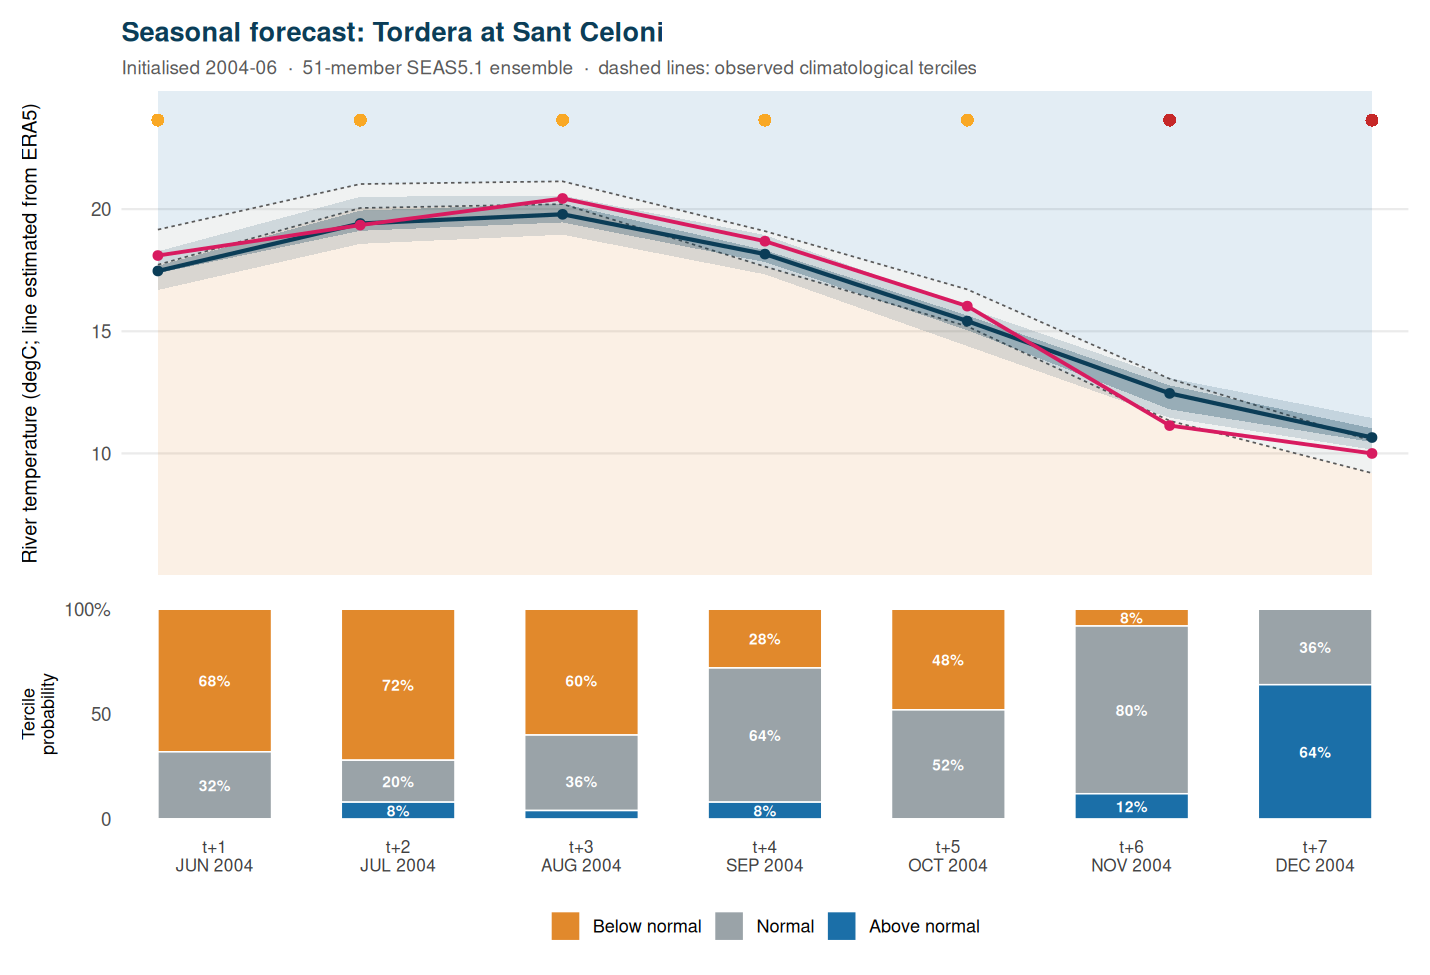 Seasonal forecast: Tordera at Sant Celoni
Initialised 2004-06 · 51-member SEAS5.1 ensemble · dashed lines: observed climatological terciles
River temperature (degC; line estimated from ERA5)
20
15
10
Tercile
probability
100%
50
0
68%
32%
72%
20%
8%
60%
36%
28%
64%
8%
48%
52%
8%
80%
12%
36%
64%
t+1
JUN 2004
t+2
JUL 2004
t+3
AUG 2004
t+4
SEP 2004
t+5
OCT 2004
t+6
NOV 2004
t+7
DEC 2004
Below normal
Normal
Above normal